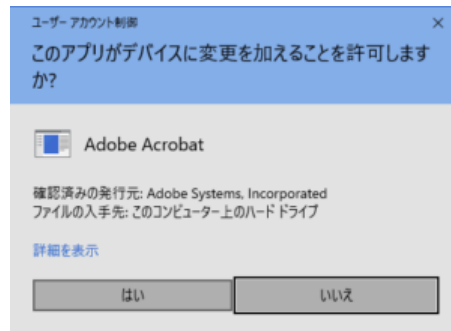 ユーザー アカウント制御
このアプリがデバイスに変更を加えることを許可します
か?
Adobe Acrobat
確認済みの発行元: Adobe Systems, Incorporated
ファイルの入手先: このコンピューター上のハード ドライブ
詳細を表示
はい
いいえ